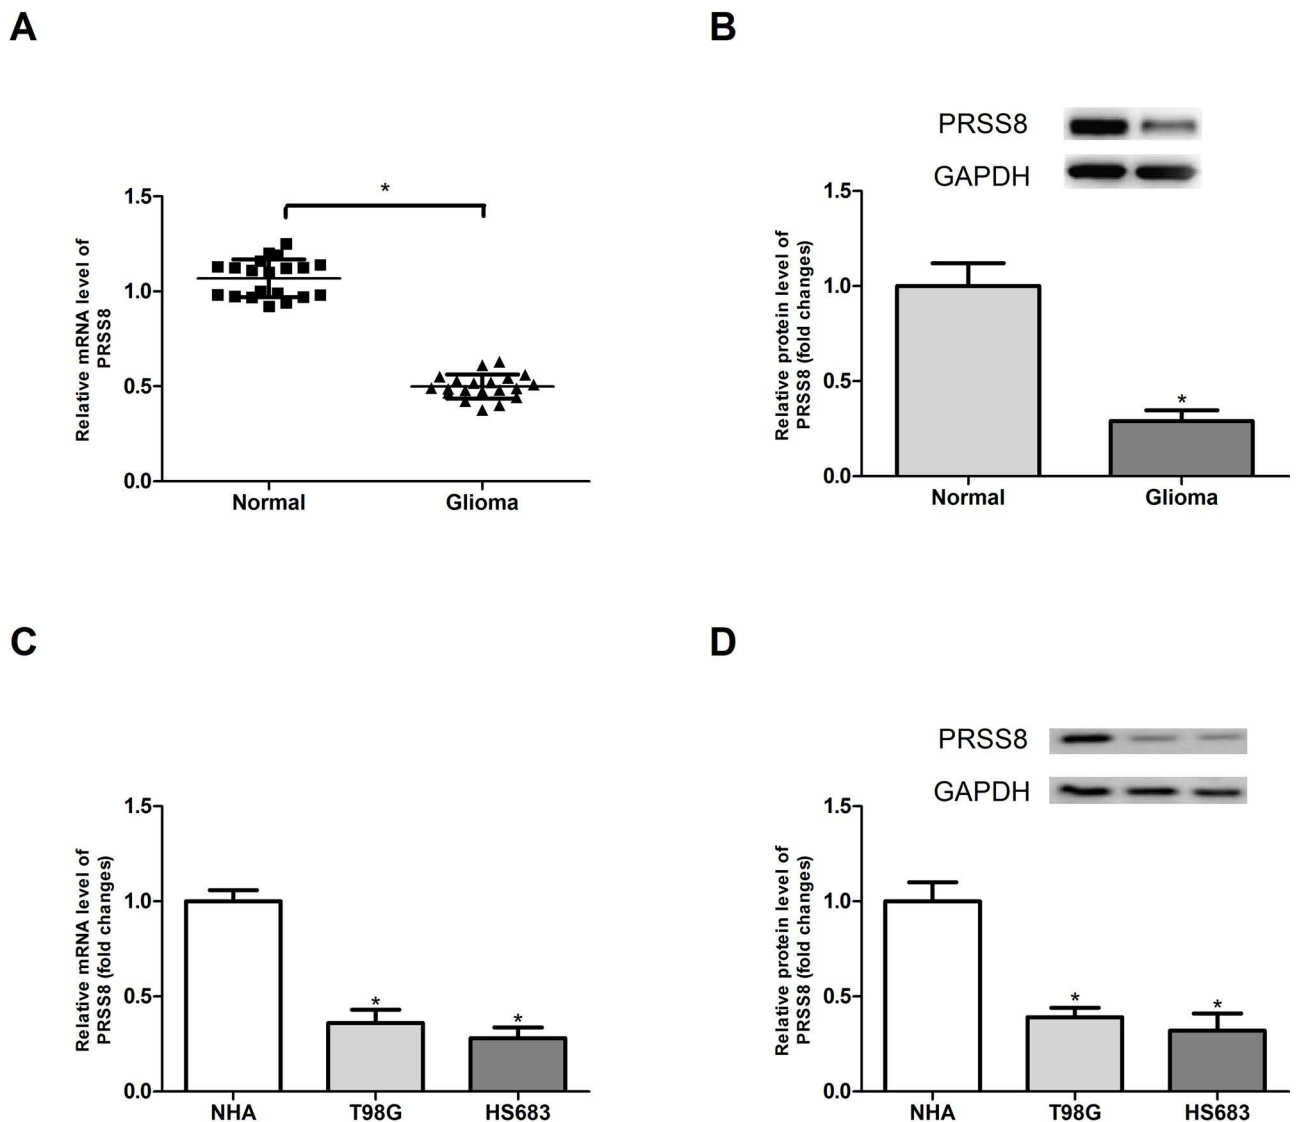 A
Relative mRNA level of
PRSS8
1.5
1.0
0.5
0.0
*
Normal
Glioma
B
PRSS8
GAPDH
Relative protein level of
PRSS8 (fold changes)
1.5
1.0
0.5
0.0
*
Normal
Glioma
C
Relative mRNA level of
PRSS8 (fold changes)
1.5
1.0
0.5
0.0
*
*
NHA
T98G
HS683
D
PRSS8
GAPDH
Relative protein level of
PRSS8 (fold changes)
1.5
1.0
0.5
0.0
*
*
NHA
T98G
HS683